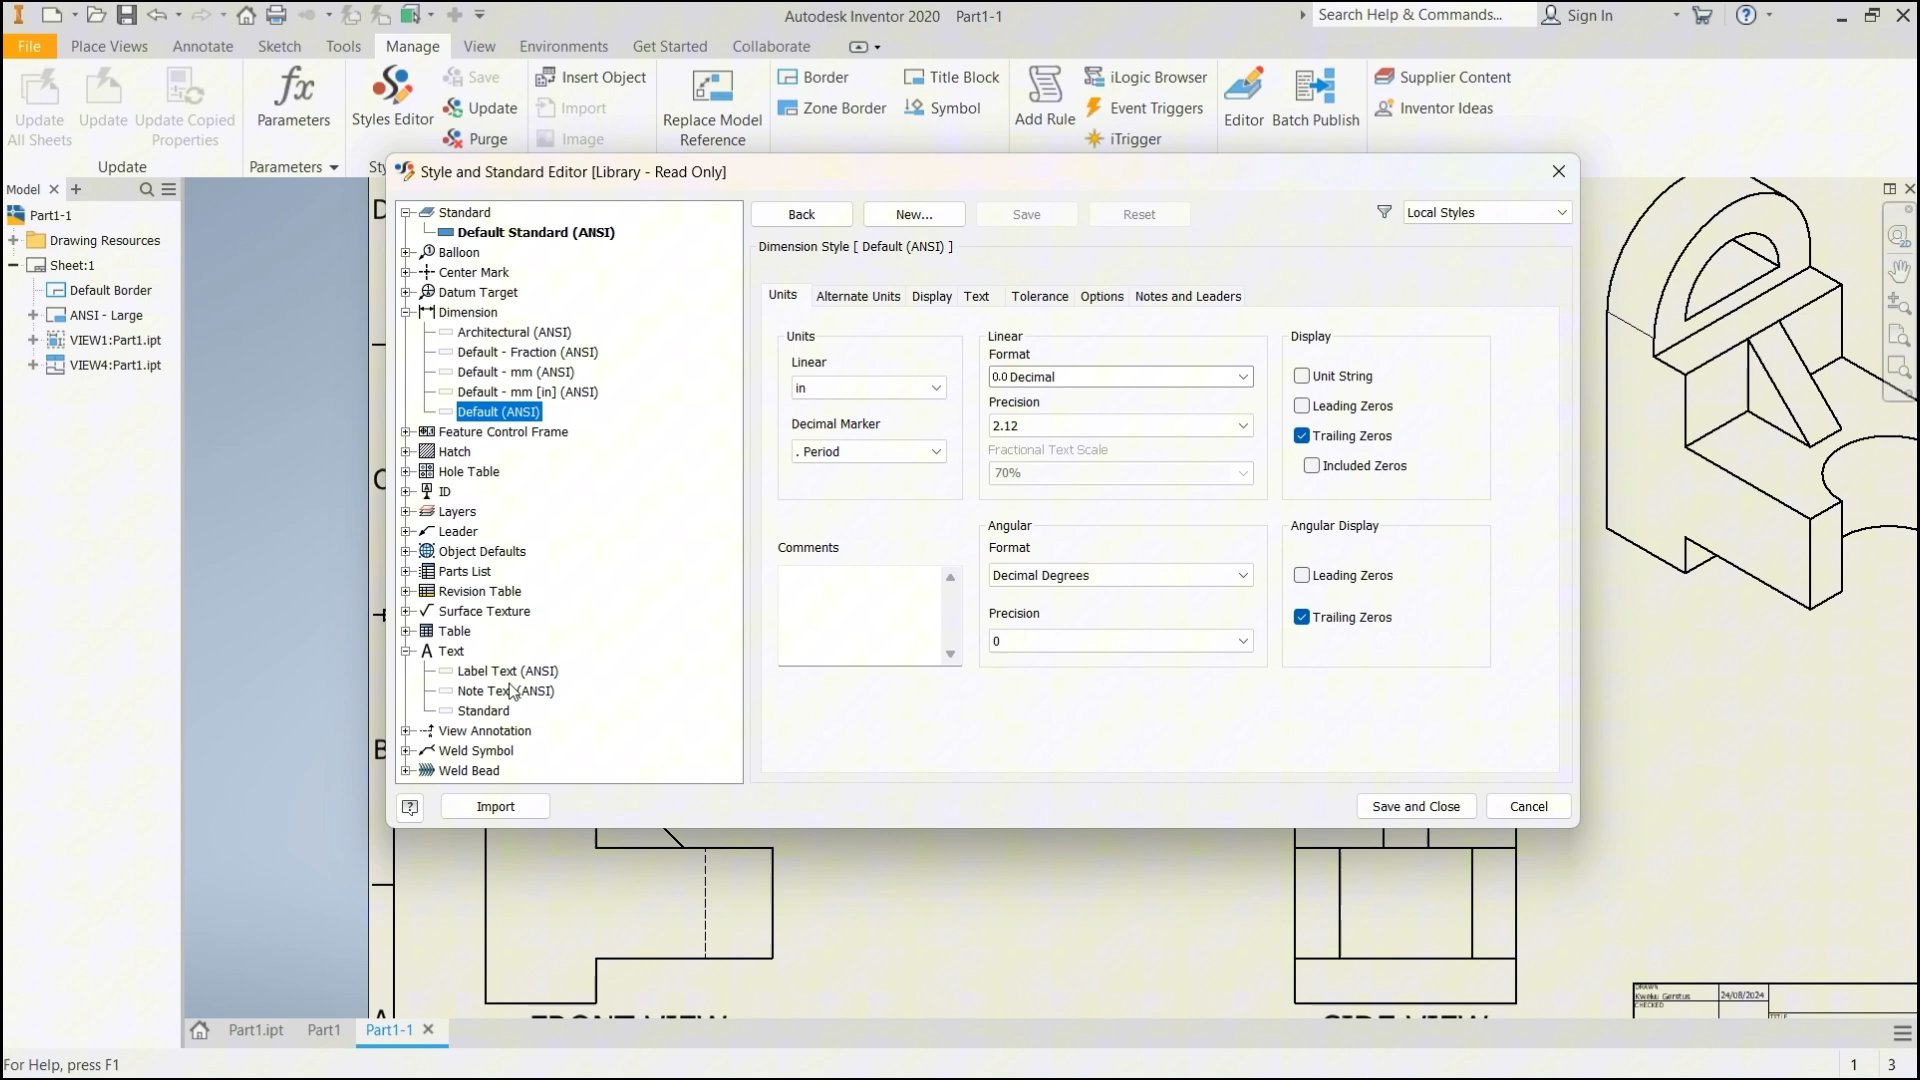 Autodesk Inventor 2020 Part1-1
Search Help & Commands...
Sign In
File
Place Views
Annotate
Sketch
Tools
Manage
View
Environments
Get Started
Collaborate
Update All Sheets
Update
Update Copied Properties
Update
Parameters
Parameters
Styles Editor
Save
Update
Purge
Insert Object
Import
Image
Replace Model Reference
Border
Zone Border
Title Block
Symbol
Add Rule
iLogic Browser
Event Triggers
iTrigger
Editor
Batch Publish
Supplier Content
Inventor Ideas
Model
Part1-1
Drawing Resources
Sheet:1
Default Border
ANSI - Large
VIEW1:Part1.ipt
VIEW4:Part1.ipt
Style and Standard Editor [Library - Read Only]
Standard
Default Standard (ANSI)
Balloon
Center Mark
Datum Target
Dimension
Architectural (ANSI)
Default - Fraction (ANSI)
Default - mm (ANSI)
Default - mm [in] (ANSI)
Default (ANSI)
Feature Control Frame
Hatch
Hole Table
ID
Layers
Leader
Object Defaults
Parts List
Revision Table
Surface Texture
Table
Text
Label Text (ANSI)
Note Text (ANSI)
Standard
View Annotation
Weld Symbol
Weld Bead
Import
Back
New...
Save
Reset
Local Styles
Dimension Style [ Default (ANSI) ]
Units
Alternate Units
Display
Text
Tolerance
Options
Notes and Leaders
Units
Linear
in
Decimal Marker
. Period
Comments
Linear
Format
0.0 Decimal
Precision
2.12
Fractional Text Scale
70%
Angular
Format
Decimal Degrees
Precision
0
Display
Unit String
Leading Zeros
Trailing Zeros
Included Zeros
Angular Display
Leading Zeros
Trailing Zeros
Save and Close
Cancel
D
C
B
A
FRONT VIEW
SIDE VIEW
DRAWN
Kweku Gerstus
24/08/2024
CHECKED
TITLE
Part1.ipt
Part1
Part1-1
For Help, press F1
1
3